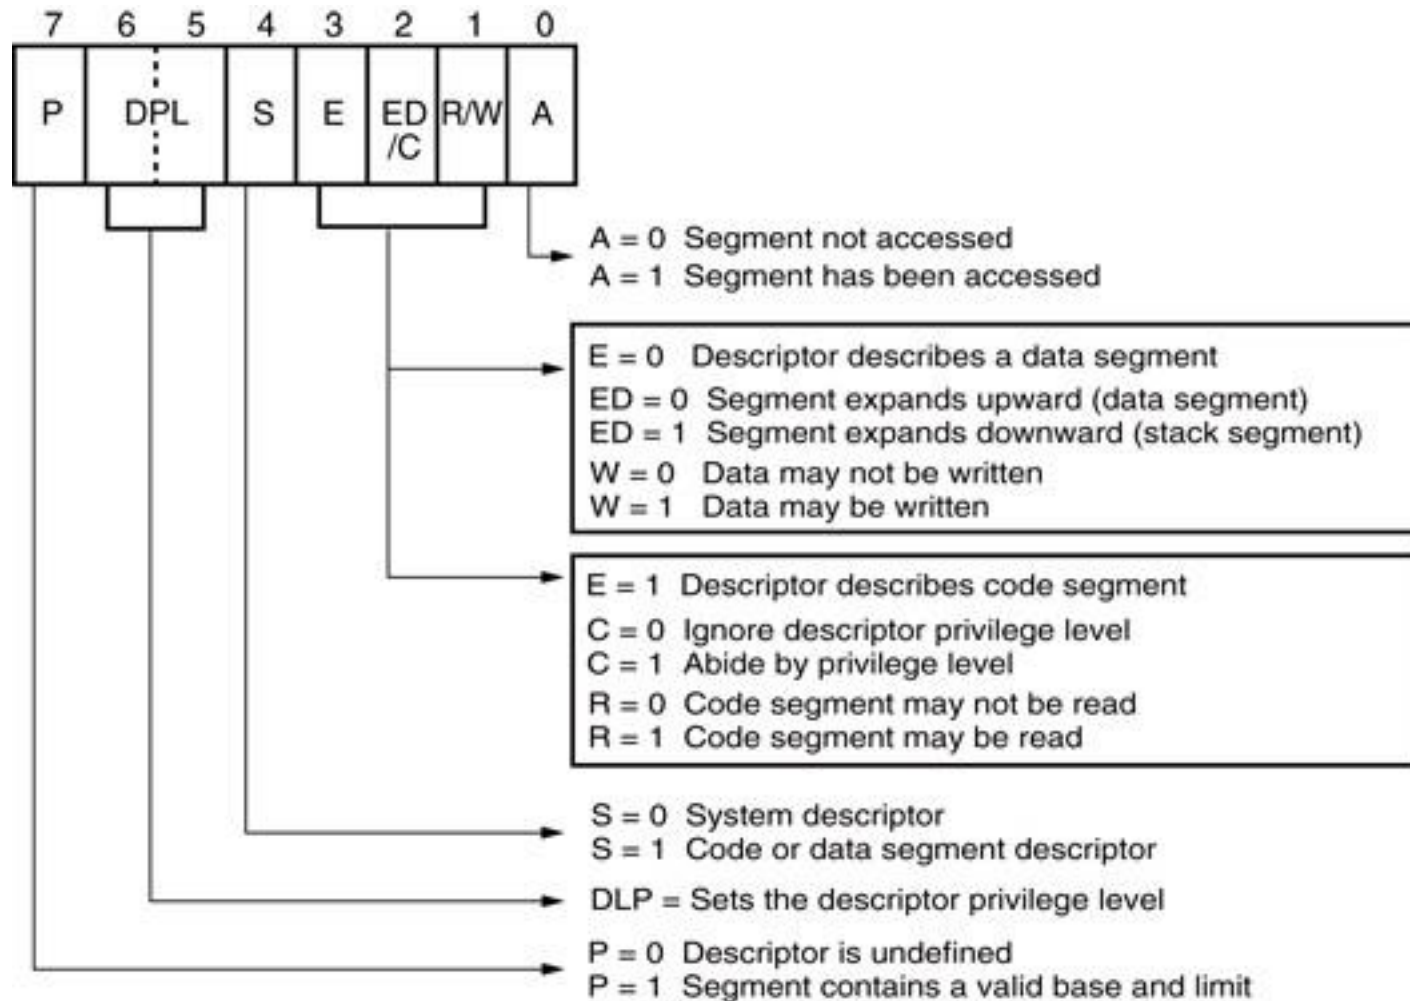 7 6 5 4 3 2 1 0
P DPL S E ED R/W A
/C
A = 0 Segment not accessed
A = 1 Segment has been accessed
E = 0 Descriptor describes a data segment
ED = 0 Segment expands upward (data segment)
ED = 1 Segment expands downward (stack segment)
W = 0 Data may not be written
W = 1 Data may be written
E = 1 Descriptor describes code segment
C = 0 Ignore descriptor privilege level
C = 1 Abide by privilege level
R = 0 Code segment may not be read
R = 1 Code segment may be read
S = 0 System descriptor
S = 1 Code or data segment descriptor
DLP = Sets the descriptor privilege level
P = 0 Descriptor is undefined
P = 1 Segment contains a valid base and limit